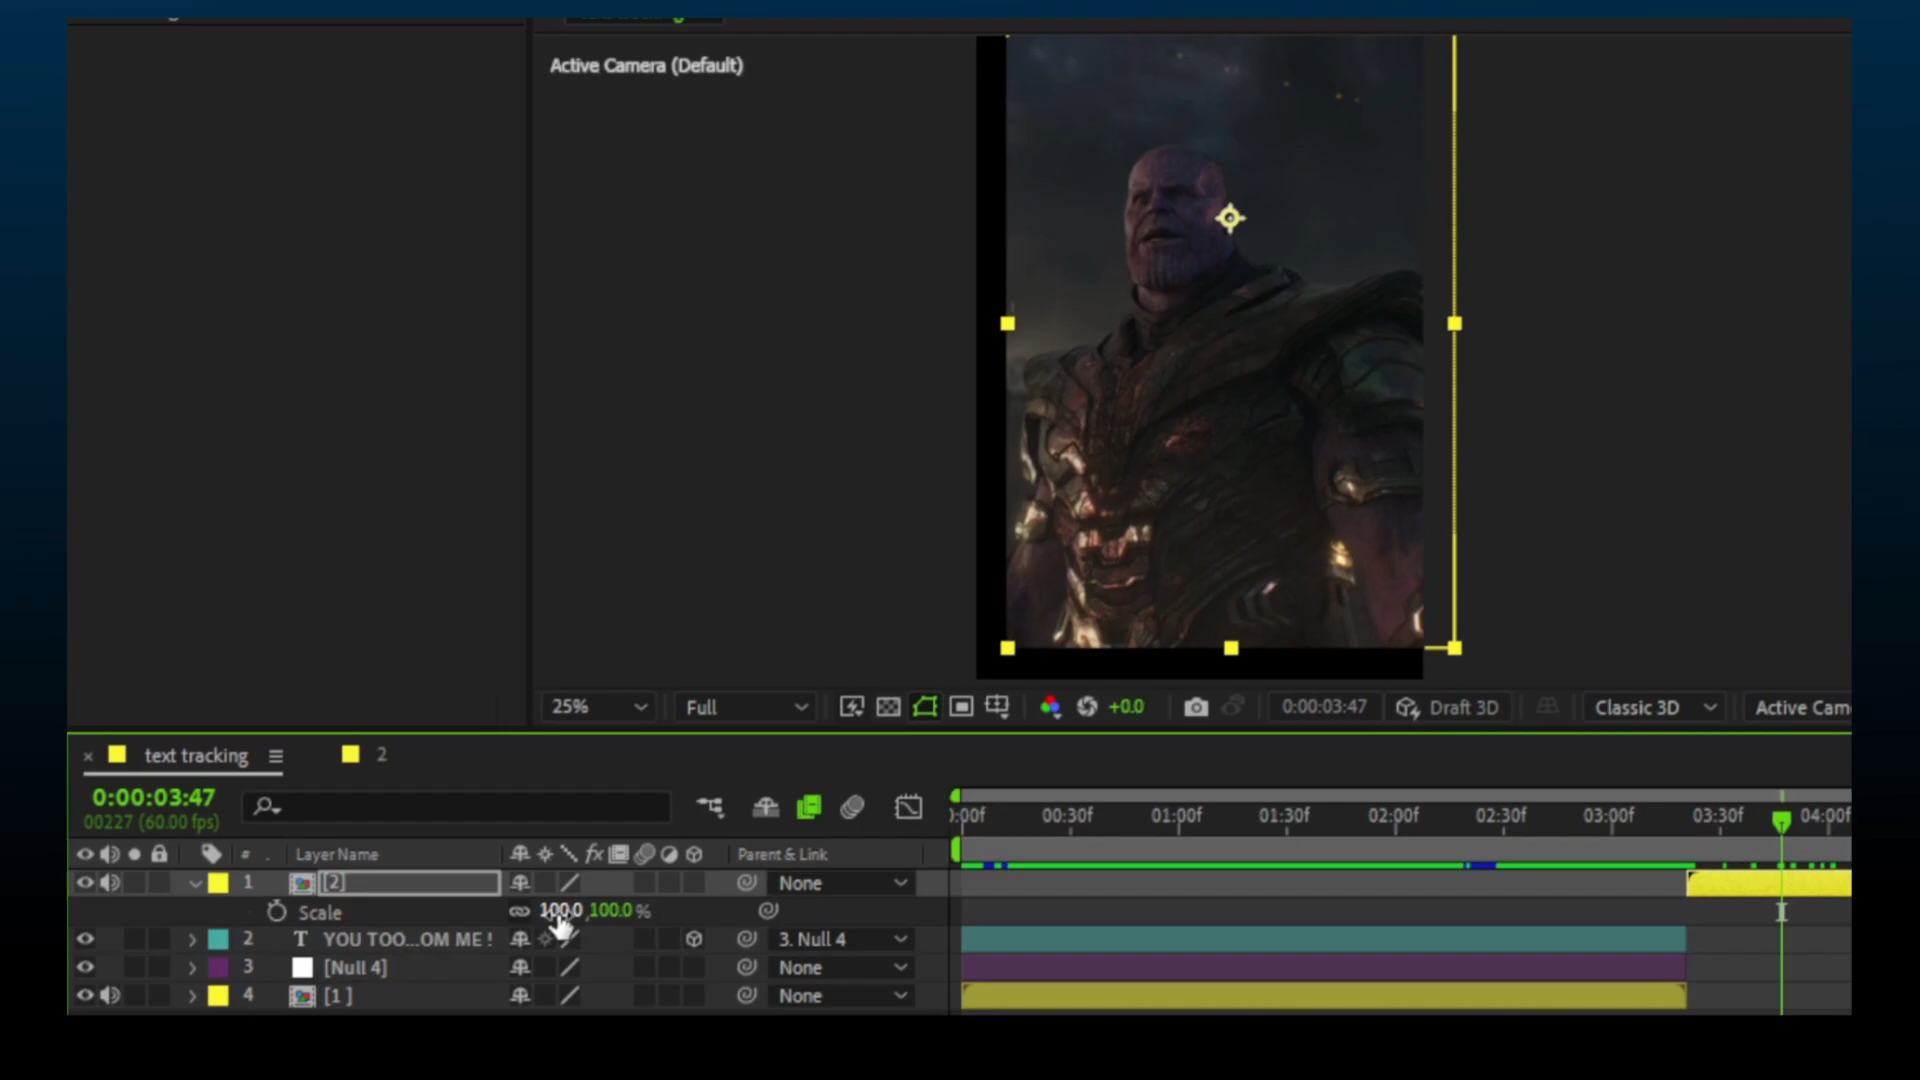 Active Camera (Default)
25%
Full
+0.0
0:00:03:47
Draft 3D
Classic 3D
Active Cam
× text tracking
2
0:00:03:47
00227 (60.00 fps)
:00f 00:30f 01:00f 01:30f 02:00f 02:30f 03:00f 03:30f 04:00f
# . Layer Name fx Parent & Link
1 [2] None
Scale 100.0, 100.0 %
2 T YOU TOO...OM ME ! 3. Null 4
3 [Null 4] None
4 [1 ] None